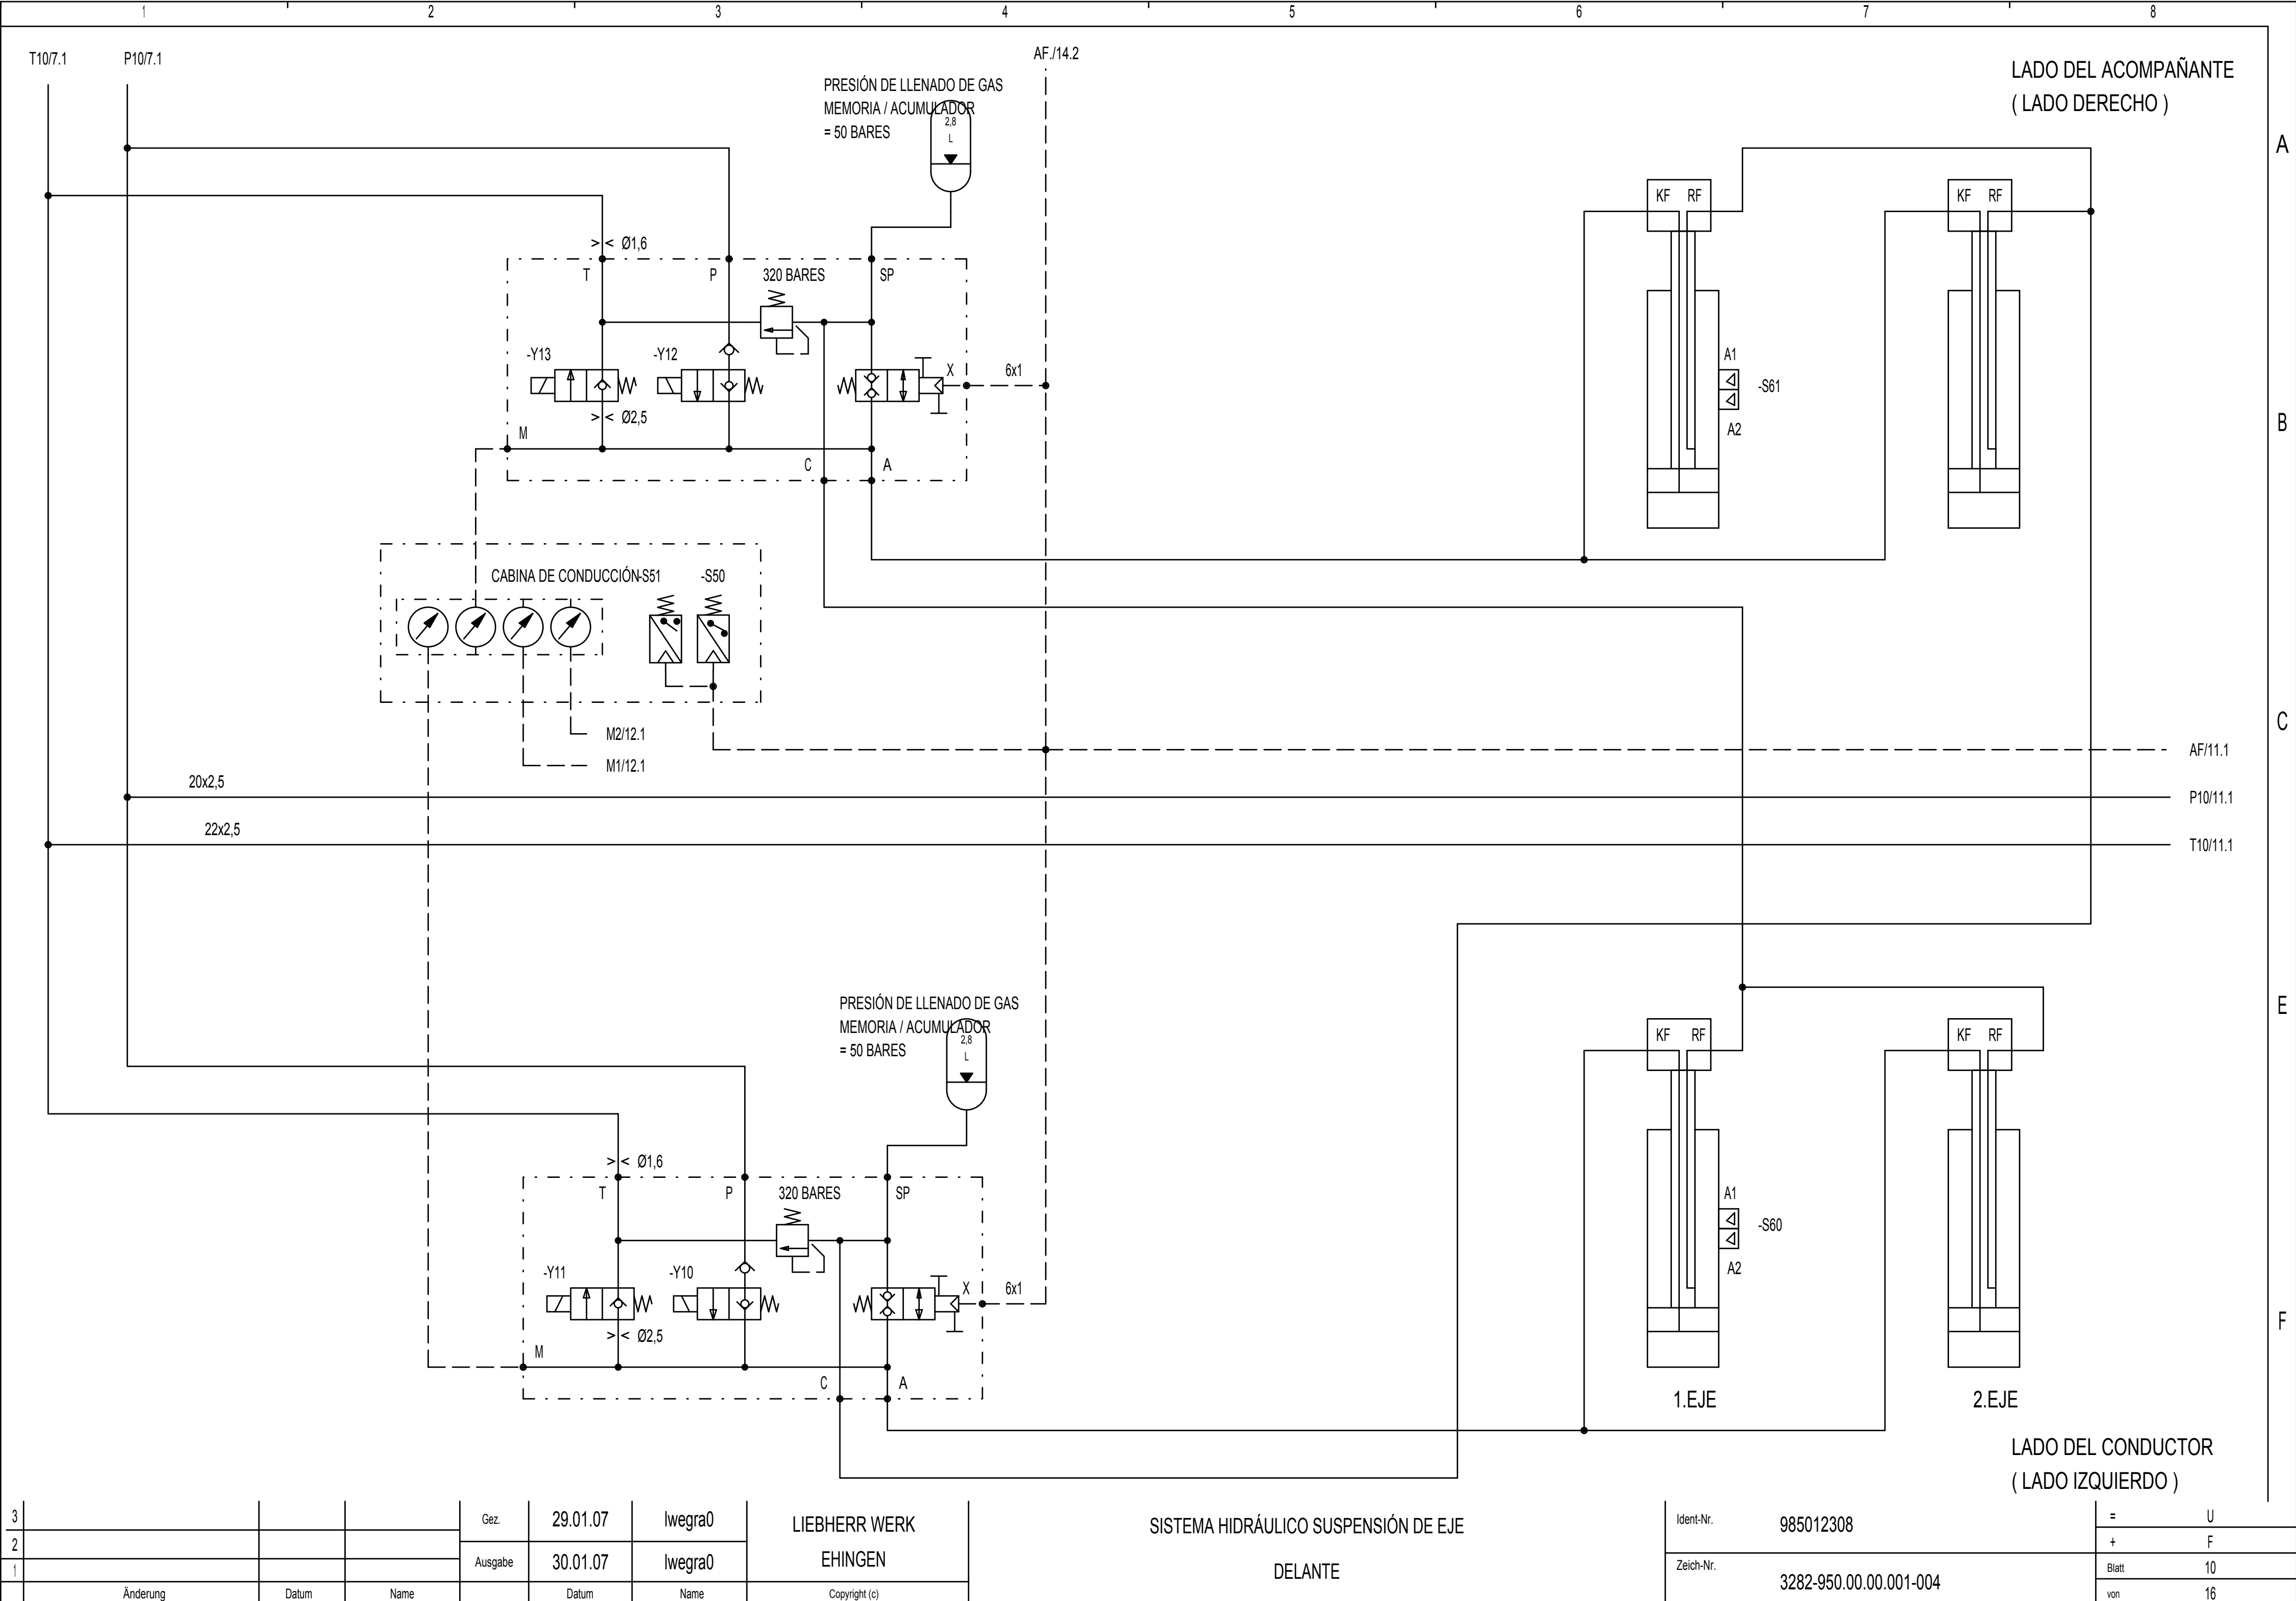 1 2 3 4 5 6 7 8
T10/7.1 P10/7.1 AF./14.2
PRESIÓN DE LLENADO DE GAS
MEMORIA / ACUMULADOR
= 50 BARES
2,8
L
LADO DEL ACOMPAÑANTE
( LADO DERECHO )
A
KF RF KF RF
> < Ø1,6
T P 320 BARES SP
-Y13 -Y12 X 6x1
A1
-S61
A2
> < Ø2,5
M
B
C A
CABINA DE CONDUCCIÓN -S51 -S50
M2/12.1
M1/12.1
C
AF/11.1
20x2,5
P10/11.1
22x2,5
T10/11.1
PRESIÓN DE LLENADO DE GAS
MEMORIA / ACUMULADOR
= 50 BARES
2,8
L
E
KF RF KF RF
> < Ø1,6
T P 320 BARES SP
-Y11 -Y10 X 6x1
A1
-S60
A2
> < Ø2,5
M
F
C A
1.EJE 2.EJE
LADO DEL CONDUCTOR
( LADO IZQUIERDO )
3
2
1
Änderung Datum Name
Gez. 29.01.07 lwegra0
Ausgabe 30.01.07 lwegra0
Datum Name
LIEBHERR WERK
EHINGEN
Copyright (c)
SISTEMA HIDRÁULICO SUSPENSIÓN DE EJE
DELANTE
Ident-Nr. 985012308
Zeich-Nr. 3282-950.00.00.001-004
= U
+ F
Blatt 10
von 16